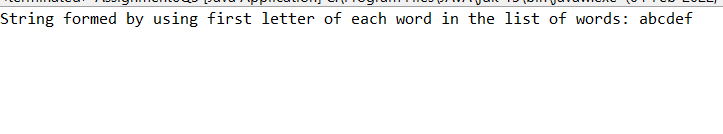 String formed by using first letter of each word in the list of words: abcdef